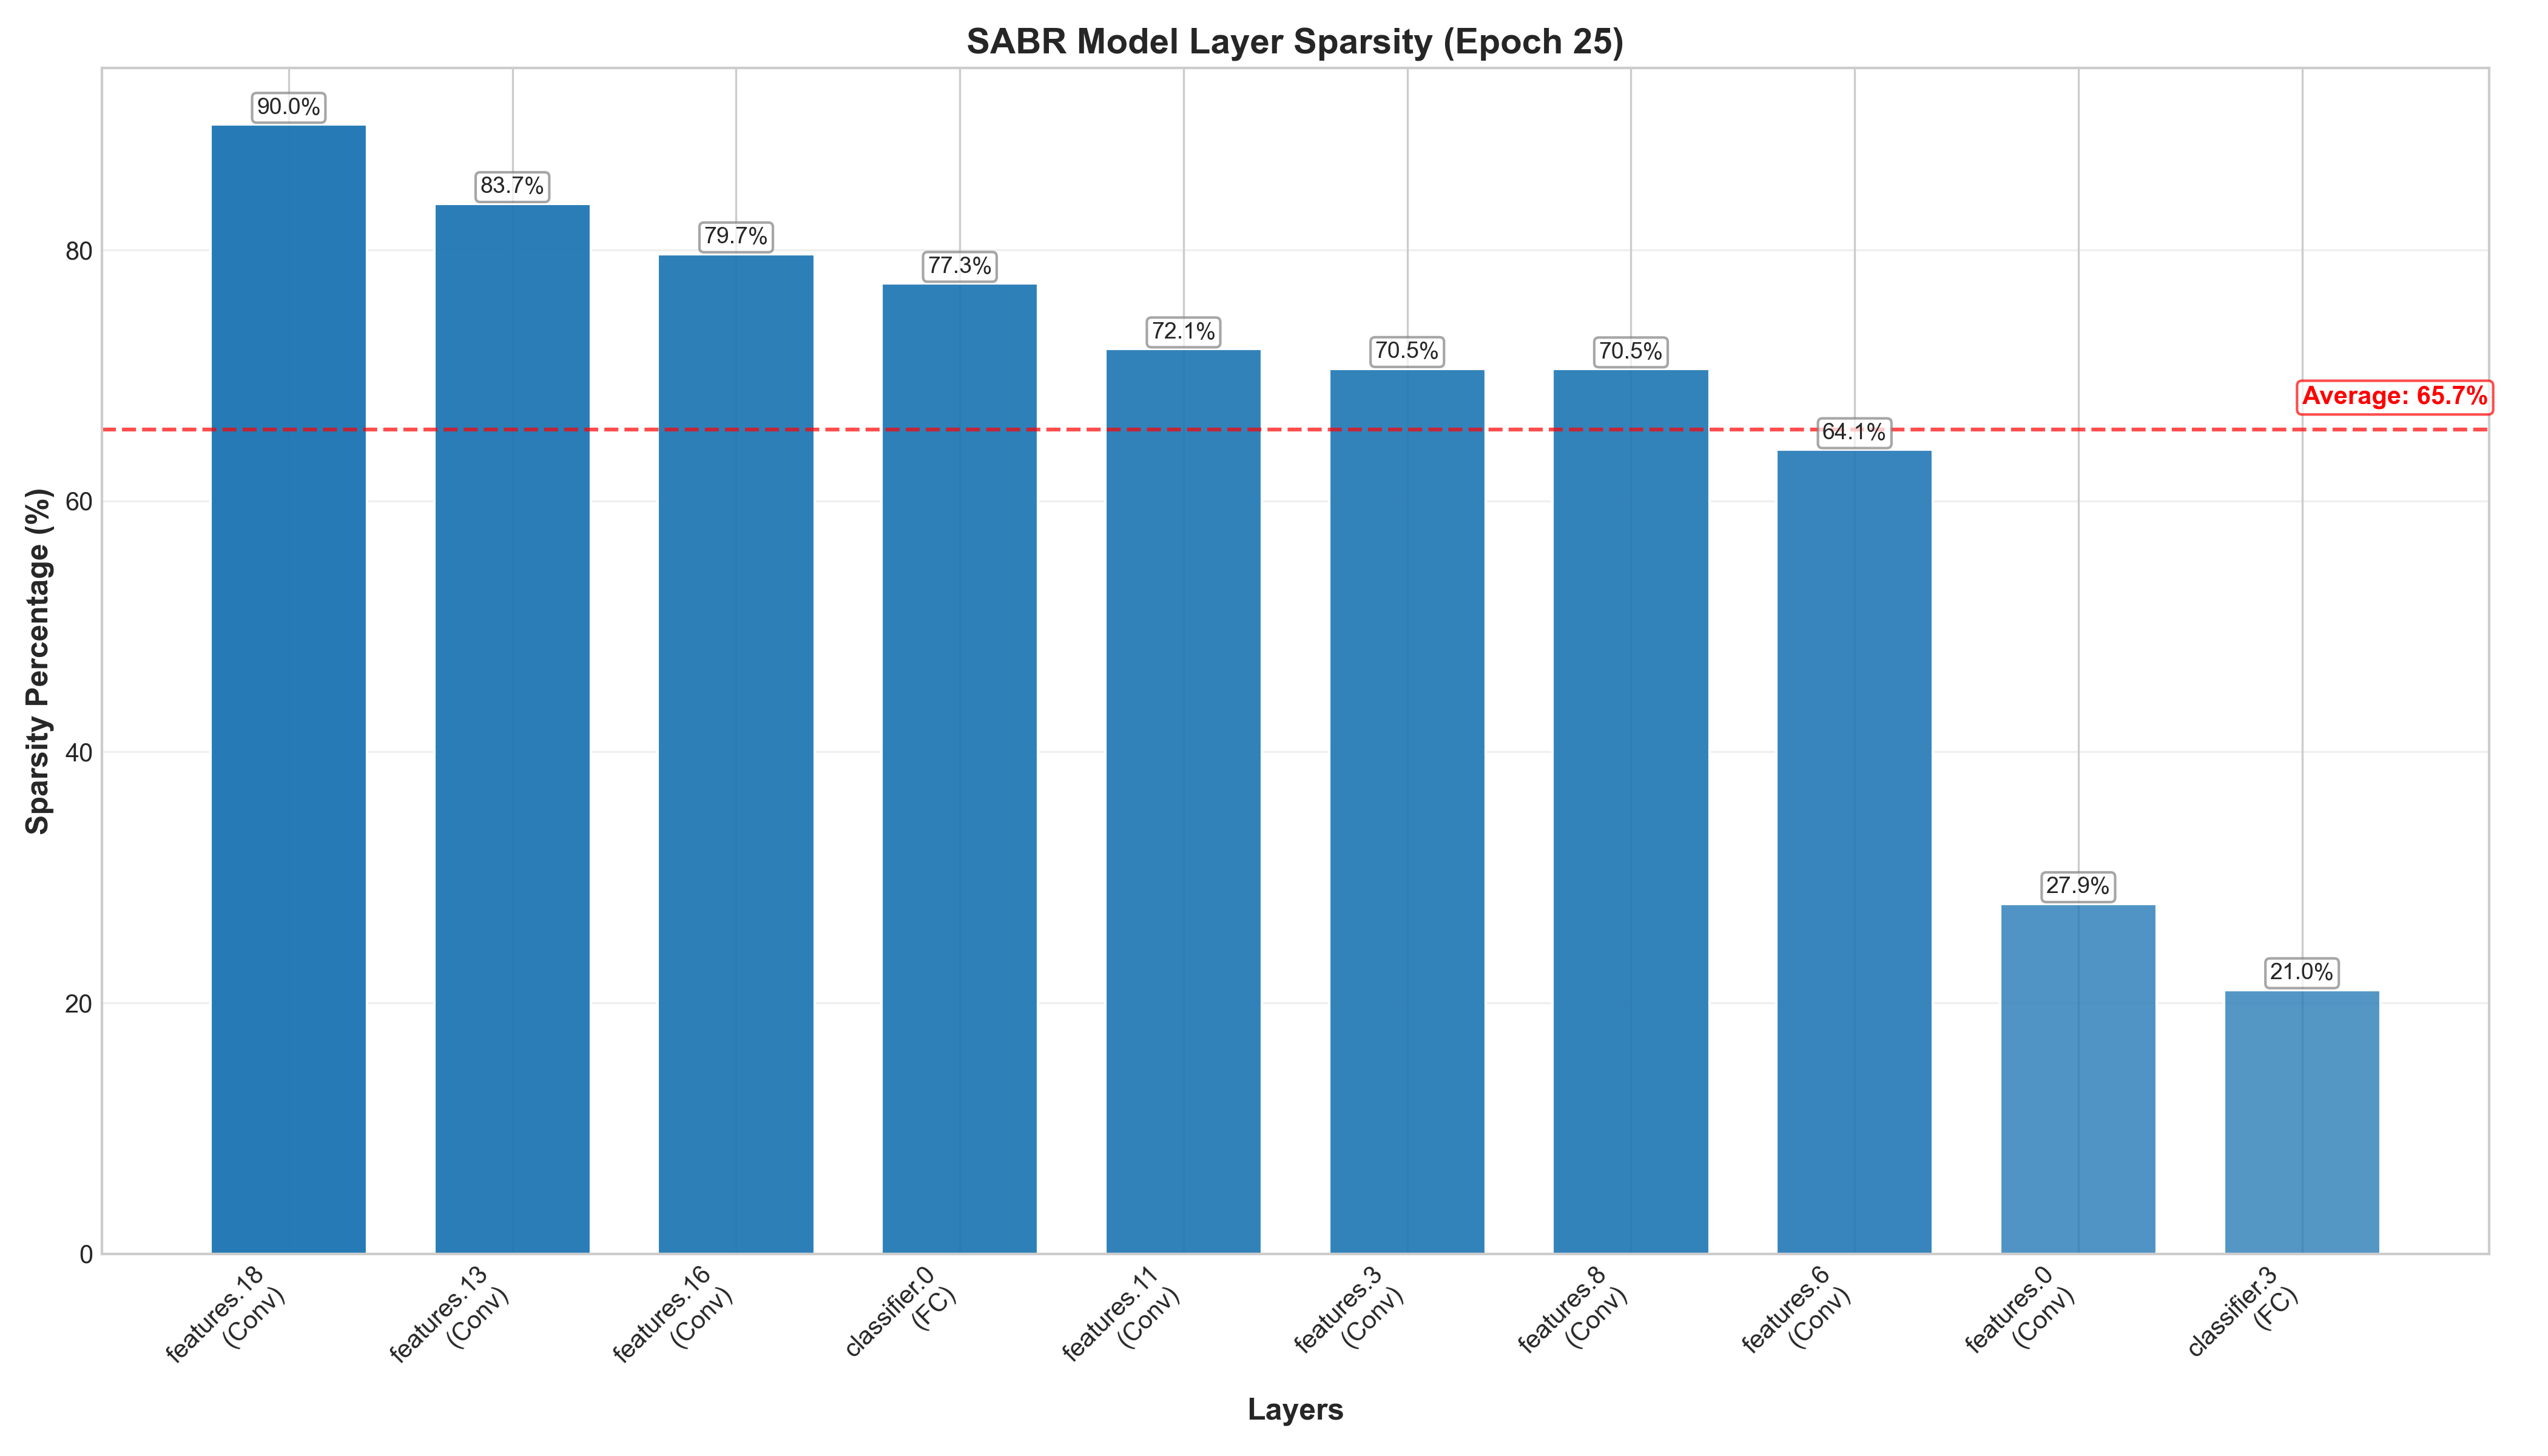 SABR Model Layer Sparsity (Epoch 25)
Sparsity Percentage (%)
80
60
40
20
0
90.0%
83.7%
79.7%
77.3%
72.1%
70.5%
70.5%
64.1%
27.9%
21.0%
Average: 65.7%
features.18
(Conv)
features.13
(Conv)
features.16
(Conv)
classifier.0
(FC)
features.11
(Conv)
features.3
(Conv)
features.8
(Conv)
features.6
(Conv)
features.0
(Conv)
classifier.3
(FC)
Layers